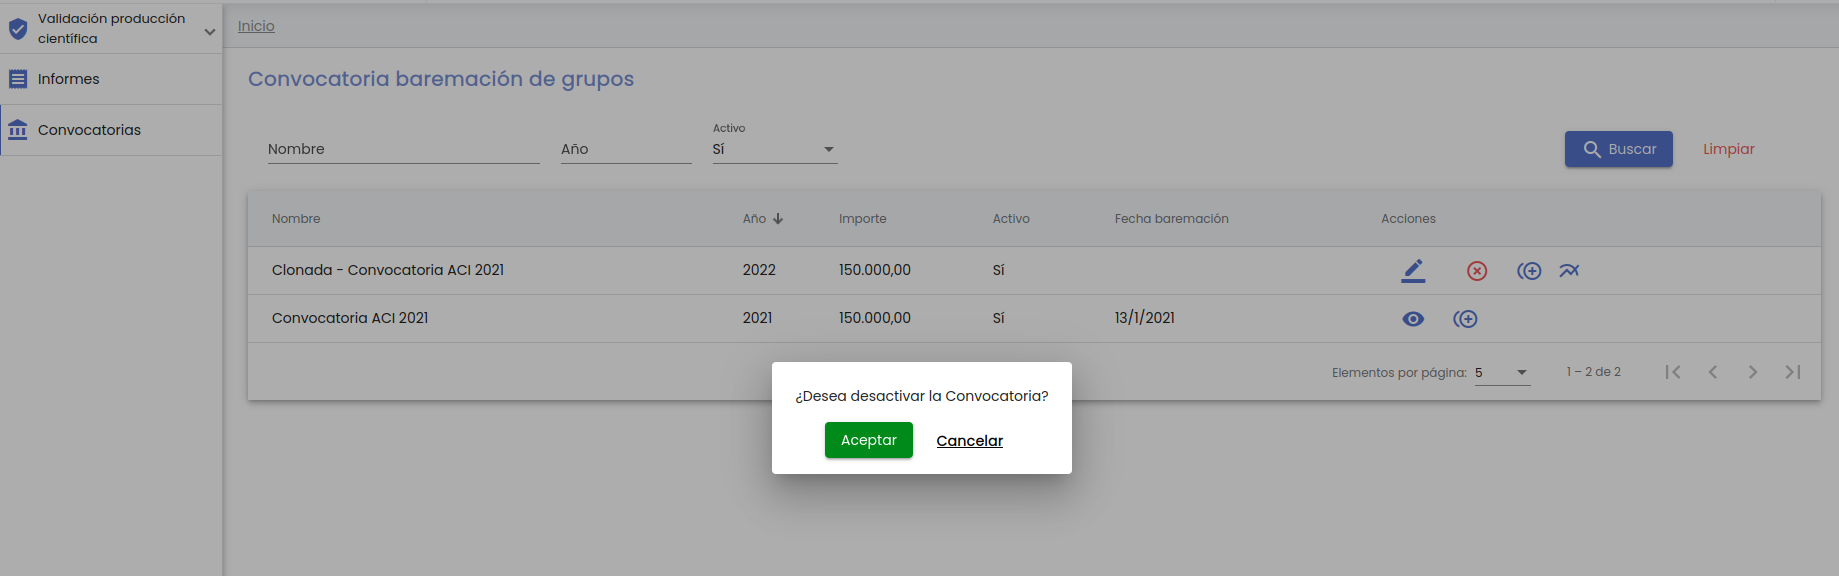 Validación producción
científica
Informes
Convocatorias
Inicio
Convocatoria baremación de grupos
Nombre
Año
Activo
Sí
Buscar
Limpiar
Nombre Año Importe Activo Fecha baremación Acciones
Clonada - Convocatoria ACI 2021 2022 150.000,00 Sí
Convocatoria ACI 2021 2021 150.000,00 Sí 13/1/2021
Elementos por página: 5 1 – 2 de 2
¿Desea desactivar la Convocatoria?
Aceptar Cancelar